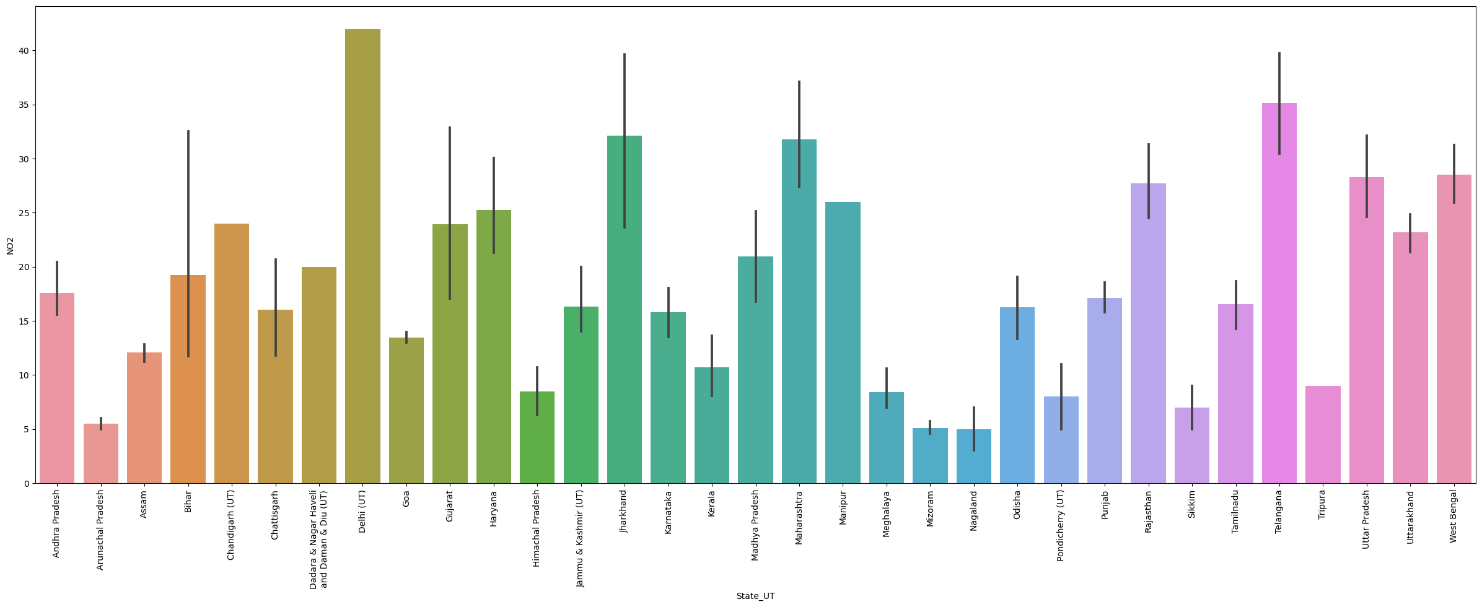 40
35
30
25
20
15
10
5
0
NO2
Andhra Pradesh
Arunachal Pradesh
Assam
Bihar
Chandigarh (UT)
Chattisgarh
Dadara & Nagar Haveli
and Daman & Diu (UT)
Delhi (UT)
Goa
Gujarat
Haryana
Himachal Pradesh
Jammu & Kashmir (UT)
Jharkhand
Karnataka
Kerala
Madhya Pradesh
Maharashtra
Manipur
Meghalaya
Mizoram
Nagaland
Odisha
Pondicherry (UT)
Punjab
Rajasthan
Sikkim
Tamilnadu
Telangana
Tripura
Uttar Pradesh
Uttarakhand
West Bengal
State_UT